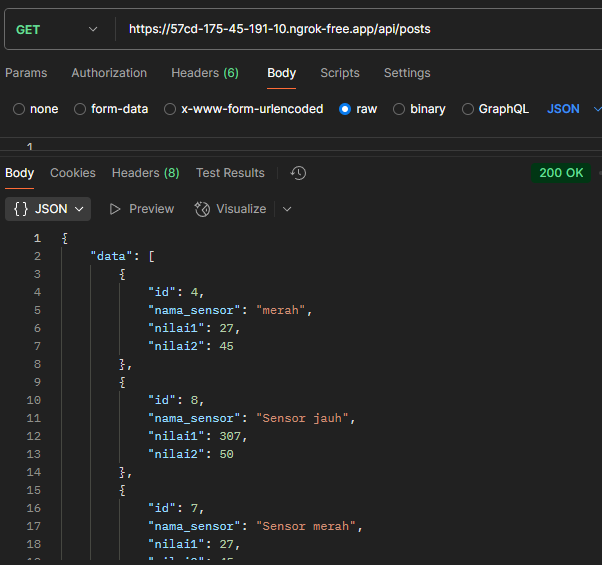 GET https://57cd-175-45-191-10.ngrok-free.app/api/posts
Params Authorization Headers (6) Body Scripts Settings
none form-data x-www-form-urlencoded raw binary GraphQL JSON
1
Body Cookies Headers (8) Test Results 200 OK
{} JSON Preview Visualize
1 {
2 "data": [
3 {
4 "id": 4,
5 "nama_sensor": "merah",
6 "nilai1": 27,
7 "nilai2": 45
8 },
9 {
10 "id": 8,
11 "nama_sensor": "Sensor jauh",
12 "nilai1": 307,
13 "nilai2": 50
14 },
15 {
16 "id": 7,
17 "nama_sensor": "Sensor merah",
18 "nilai1": 27,